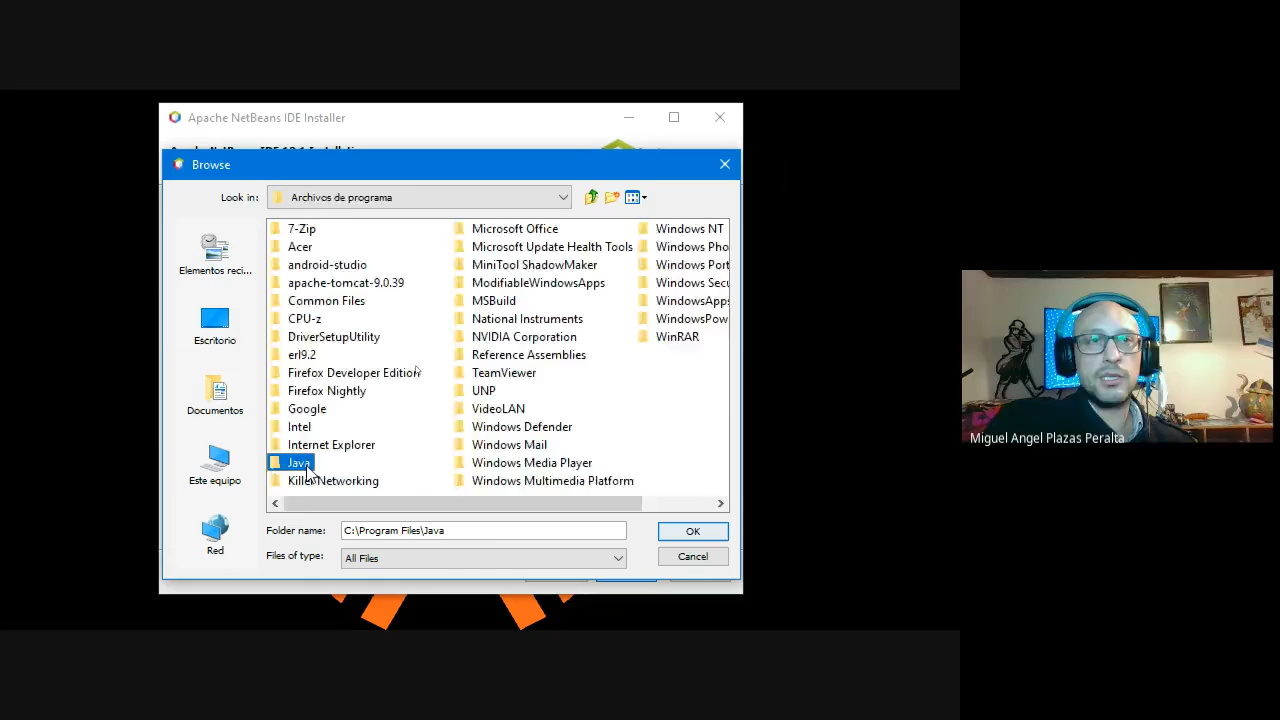 Apache NetBeans IDE Installer
Browse
Look in:
Archivos de programa
Elementos reci...
Escritorio
Documentos
Este equipo
Red
7-Zip
Acer
android-studio
apache-tomcat-9.0.39
Common Files
CPU-z
DriverSetupUtility
erl9.2
Firefox Developer Edition
Firefox Nightly
Google
Intel
Internet Explorer
Java
Killer Networking
Microsoft Office
Microsoft Update Health Tools
MiniTool ShadowMaker
ModifiableWindowsApps
MSBuild
National Instruments
NVIDIA Corporation
Reference Assemblies
TeamViewer
UNP
VideoLAN
Windows Defender
Windows Mail
Windows Media Player
Windows Multimedia Platform
Windows NT
Windows Pho
Windows Port
Windows Secu
WindowsApps
WindowsPow
WinRAR
Folder name:
C:\Program Files\Java
OK
Files of type:
All Files
Cancel
Miguel Angel Plazas Peralta